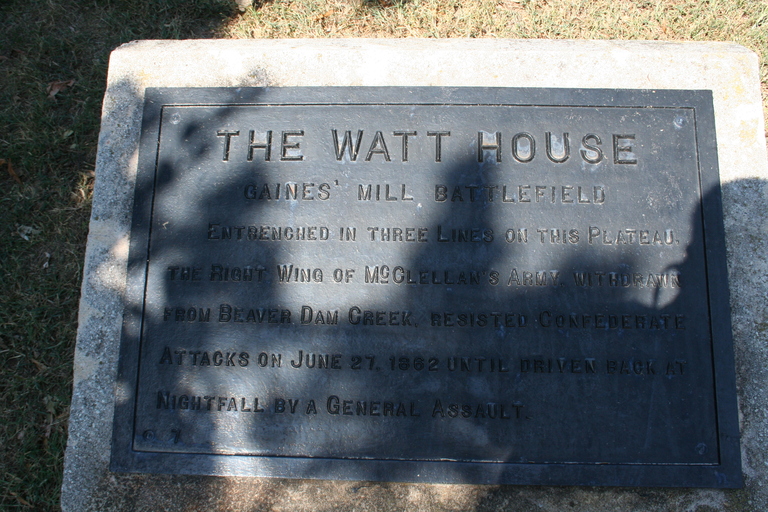 THE WATT HOUSE
GAINES' MILL BATTLEFIELD
ENTRENCHED IN THREE LINES ON THIS PLATEAU,
THE RIGHT WING OF McCLELLAN'S ARMY, WITHDRAWN
FROM BEAVER DAM CREEK, RESISTED CONFEDERATE
ATTACKS ON JUNE 27, 1862 UNTIL DRIVEN BACK AT
NIGHTFALL BY A GENERAL ASSAULT.